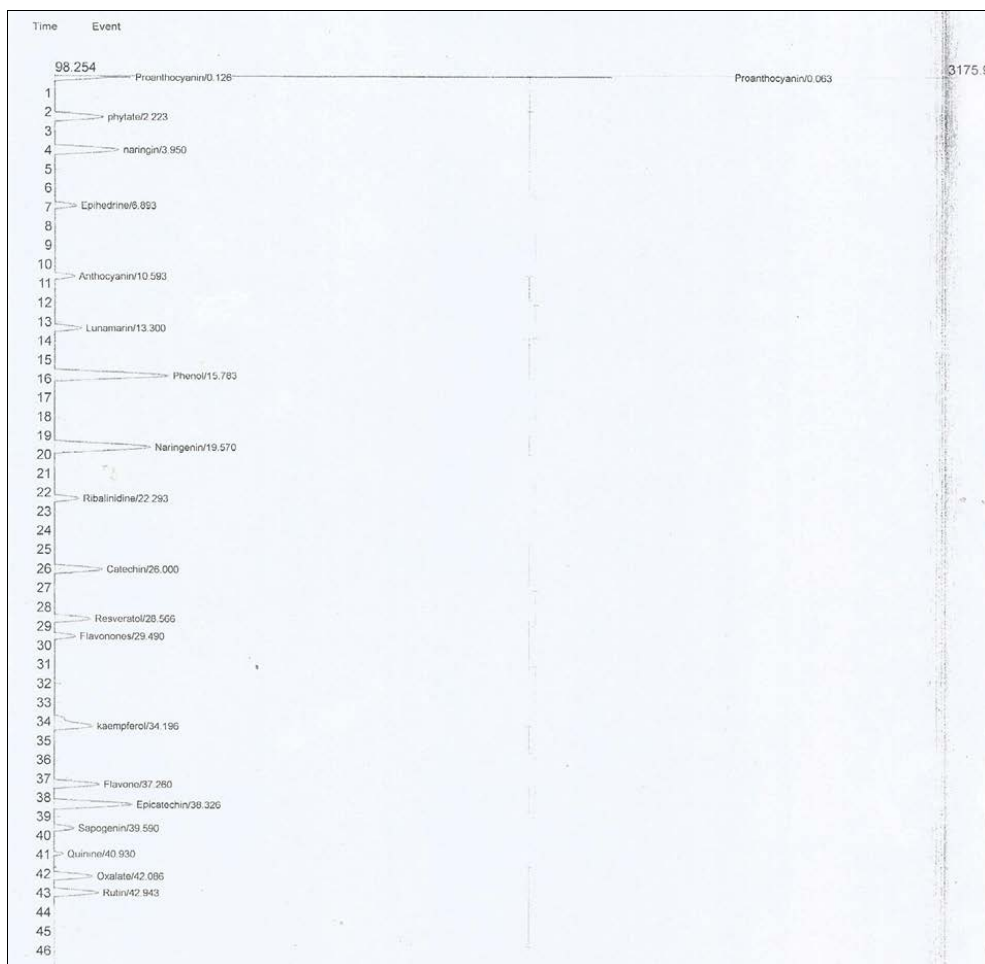 Time Event
98.254
Proanthocyanin/0.126 Proanthocyanin/0.063 3175.9
1
2 phytate/2.223
3
4 naringin/3.950
5
6
7 Epihedrine/6.893
8
9
10
11 Anthocyanin/10.593
12
13 Lunamarin/13.300
14
15
16 Phenol/15.783
17
18
19
20 Naringenin/19.570
21
22 Ribalinidine/22.293
23
24
25
26 Catechin/26.000
27
28
29 Resveratol/28.566
30 Flavonones/29.490
31
32
33
34 kaempferol/34.196
35
36
37 Flavone/37.260
38 Epicatechin/38.326
39
40 Sapogenin/39.590
41 Quinine/40.930
42 Oxalate/42.086
43 Rutin/42.943
44
45
46